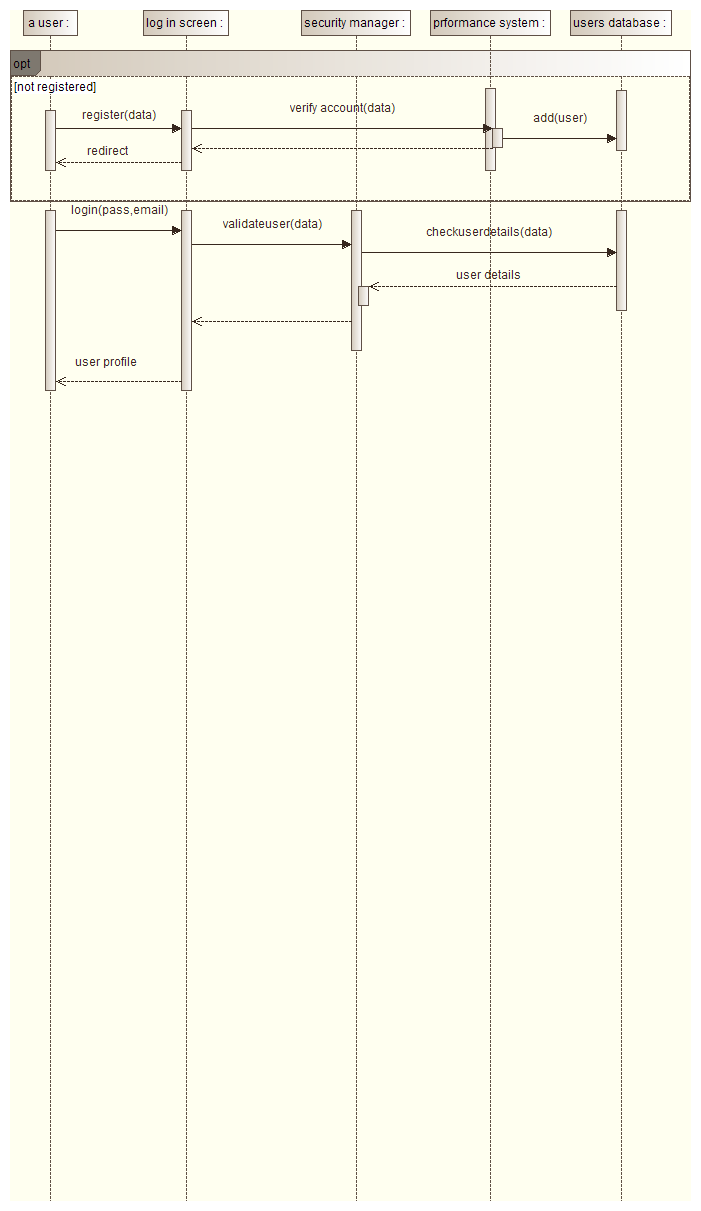 a user :
log in screen :
security manager :
prformance system :
users database :
opt
[not registered]
register(data)
verify account(data)
add(user)
redirect
login(pass,email)
validateuser(data)
checkuserdetails(data)
user details
user profile